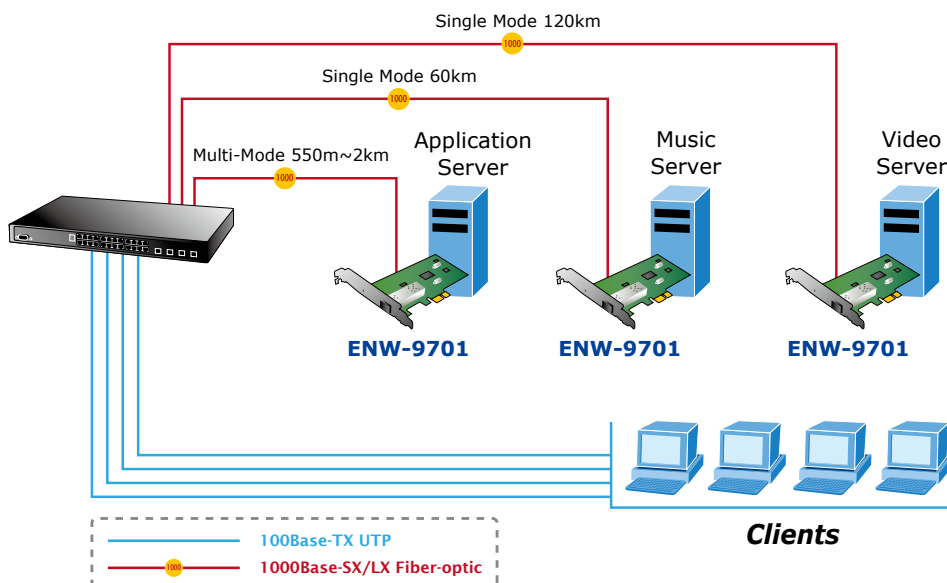 Single Mode 120km
1000
Single Mode 60km
1000
Multi-Mode 550m~2km
1000
Application
Server
Music
Server
Video
Server
ENW-9701
ENW-9701
ENW-9701
Clients
100Base-TX UTP
1000
1000Base-SX/LX Fiber-optic